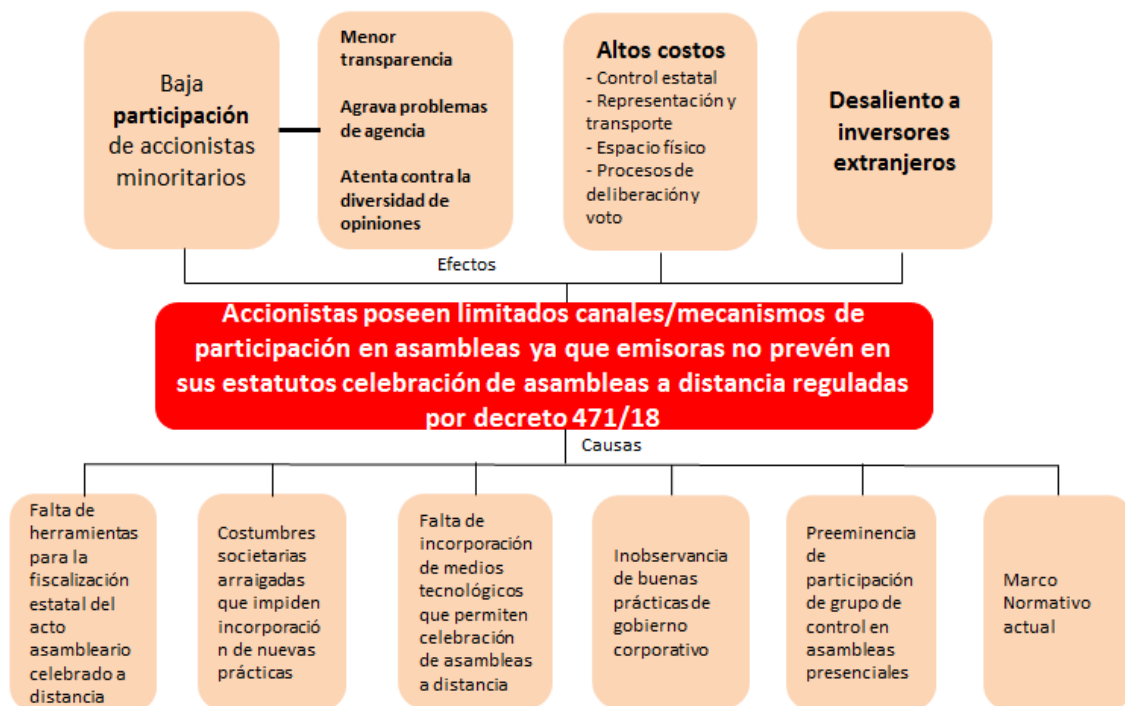 Baja
participación
de accionistas
minoritarios
Menor
transparencia
Agrava problemas
de agencia
Atenta contra la
diversidad de
opiniones
Altos costos
- Control estatal
- Representación y
transporte
- Espacio físico
- Procesos de
deliberación y
voto
Desaliento a
inversores
extranjeros
Efectos
Accionistas poseen limitados canales/mecanismos de
participación en asambleas ya que emisoras no prevén en
sus estatutos celebración de asambleas a distancia reguladas
por decreto 471/18
Causas
Falta de
herramientas
para la
fiscalización
estatal del
acto
asambleario
celebrado a
distancia
Costumbres
societarias
arraigadas
que impiden
incorporació
n de nuevas
prácticas
Falta de
incorporación
de medios
tecnológicos
que permiten
celebración
de asambleas
a distancia
Inobservancia
de buenas
prácticas de
gobierno
corporativo
Preeminencia
de
participación
de grupo de
control en
asambleas
presenciales
Marco
Normativo
actual